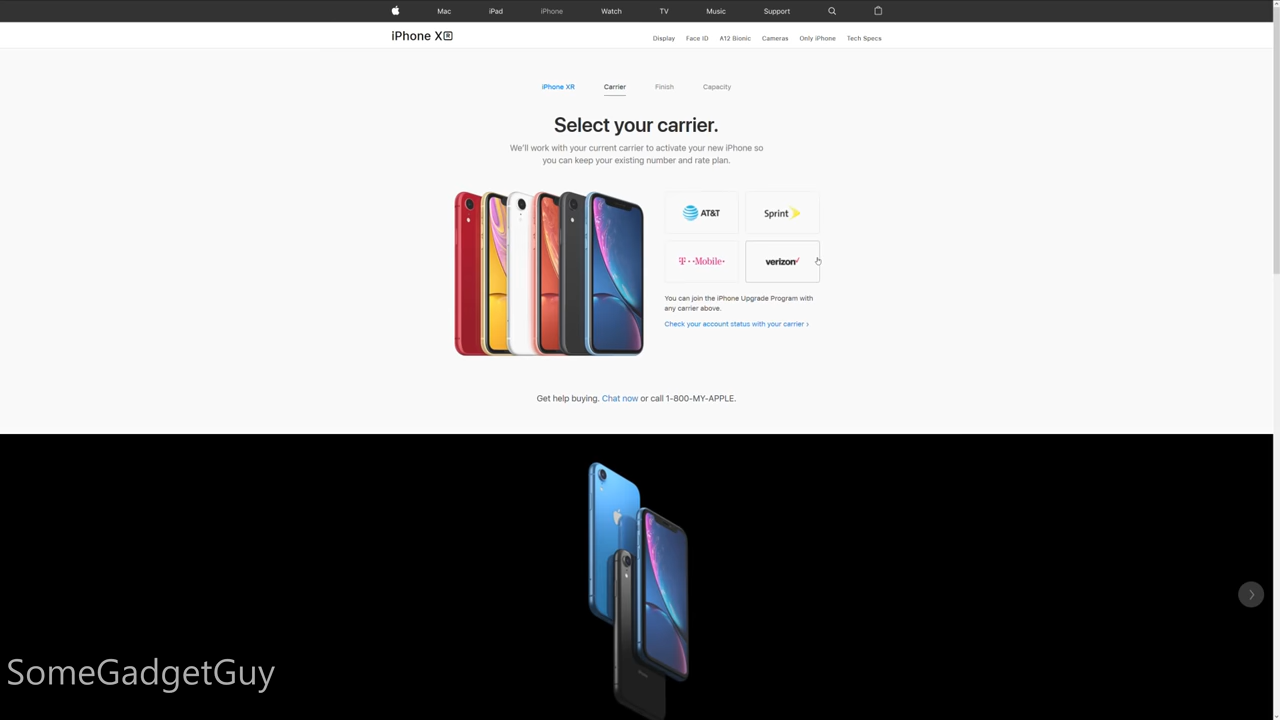 Mac iPad iPhone Watch TV Music Support
iPhone XR
Display Face ID A12 Bionic Cameras Only iPhone Tech Specs
iPhone XR Carrier Finish Capacity
Select your carrier.
We'll work with your current carrier to activate your new iPhone so
you can keep your existing number and rate plan.
AT&T Sprint
T··Mobile· verizon✓
You can join the iPhone Upgrade Program with
any carrier above.
Check your account status with your carrier ›
Get help buying. Chat now or call 1-800-MY-APPLE.
SomeGadgetGuy